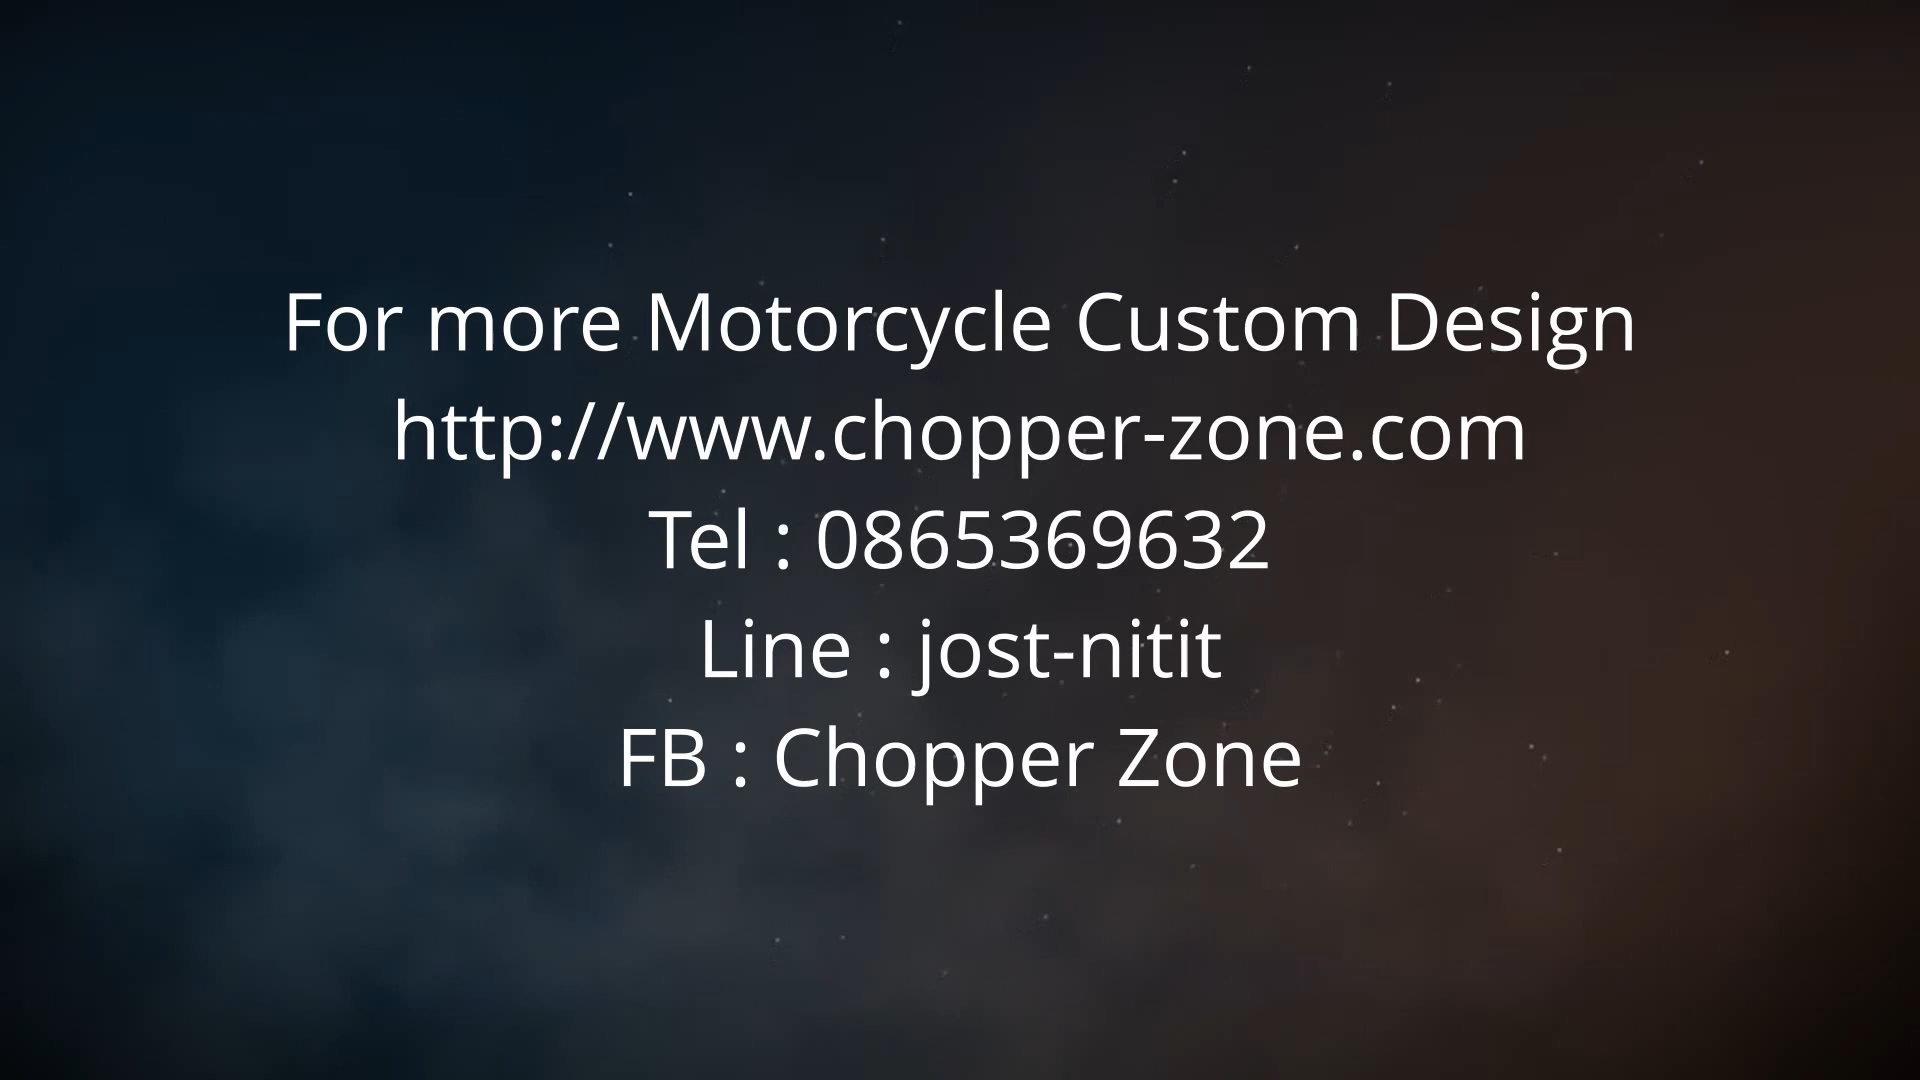 For more Motorcycle Custom Design
http://www.chopper-zone.com
Tel : 0865369632
Line : jost-nitit
FB : Chopper Zone